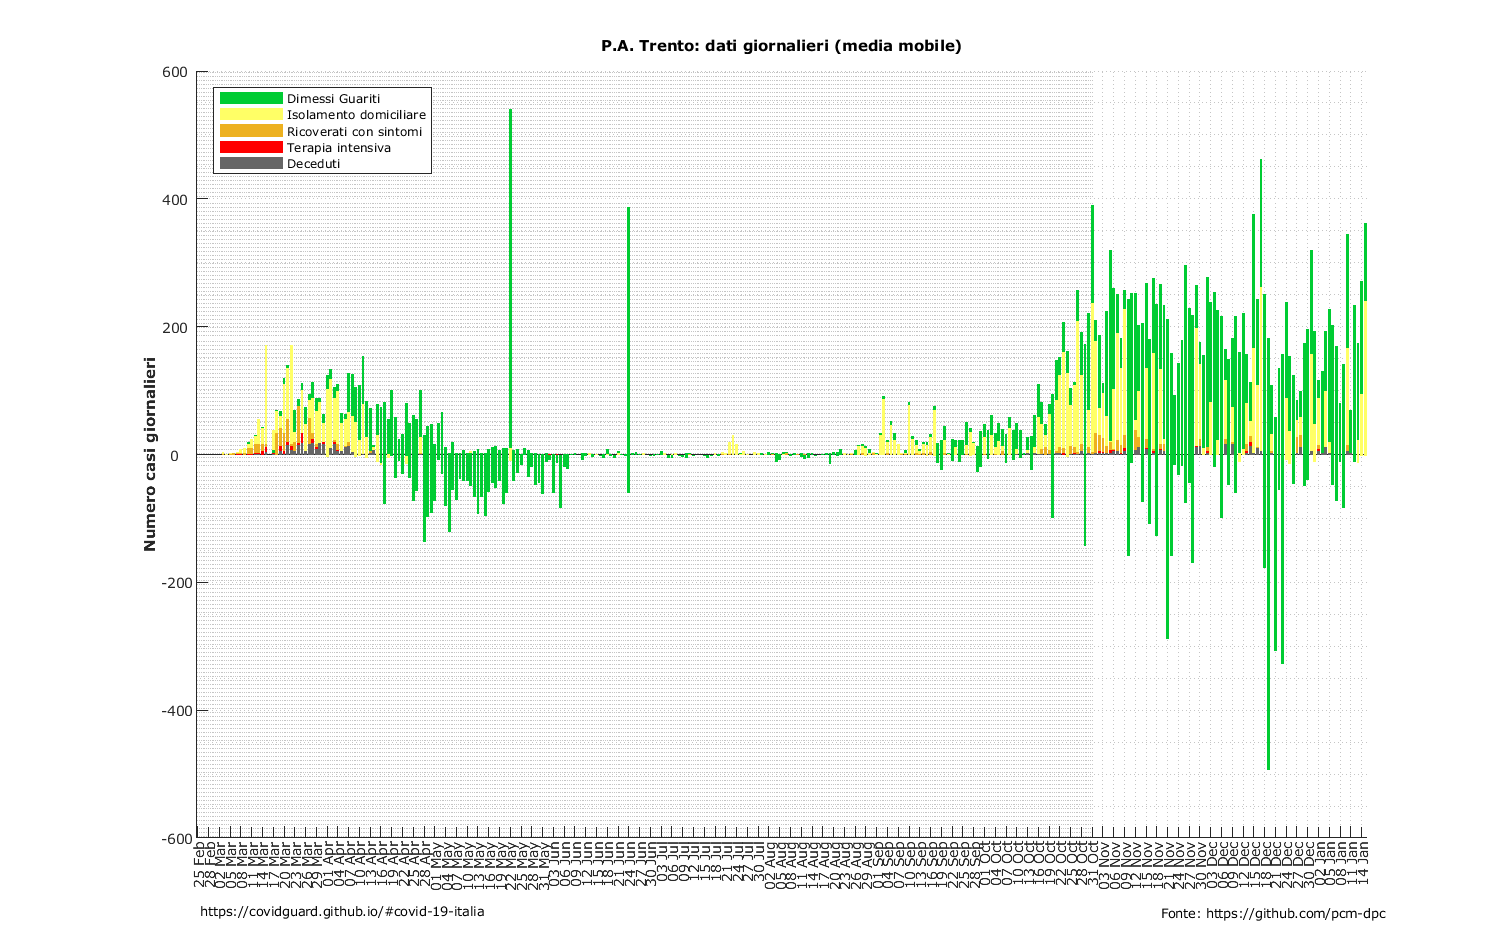 P.A. Trento: dati giornalieri (media mobile)
Dimessi Guariti
Isolamento domiciliare
Ricoverati con sintomi
Terapia intensiva
Deceduti
Numero casi giornalieri
600
400
200
0
-200
-400
-600
25 Feb
28 Feb
02 Mar
05 Mar
08 Mar
11 Mar
14 Mar
17 Mar
20 Mar
23 Mar
26 Mar
29 Mar
01 Apr
04 Apr
07 Apr
10 Apr
13 Apr
16 Apr
19 Apr
22 Apr
25 Apr
28 Apr
01 May
04 May
07 May
10 May
13 May
16 May
19 May
22 May
25 May
28 May
31 May
03 Jun
06 Jun
09 Jun
12 Jun
15 Jun
18 Jun
21 Jun
24 Jun
27 Jun
30 Jun
03 Jul
06 Jul
09 Jul
12 Jul
15 Jul
18 Jul
21 Jul
24 Jul
27 Jul
30 Jul
02 Aug
05 Aug
08 Aug
11 Aug
14 Aug
17 Aug
20 Aug
23 Aug
26 Aug
29 Aug
01 Sep
04 Sep
07 Sep
10 Sep
13 Sep
16 Sep
19 Sep
22 Sep
25 Sep
28 Sep
01 Oct
04 Oct
07 Oct
10 Oct
13 Oct
16 Oct
19 Oct
22 Oct
25 Oct
28 Oct
31 Oct
03 Nov
06 Nov
09 Nov
12 Nov
15 Nov
18 Nov
21 Nov
24 Nov
27 Nov
30 Nov
03 Dec
06 Dec
09 Dec
12 Dec
15 Dec
18 Dec
21 Dec
24 Dec
27 Dec
30 Dec
02 Jan
05 Jan
08 Jan
11 Jan
14 Jan
https://covidguard.github.io/#covid-19-italia
Fonte: https://github.com/pcm-dpc